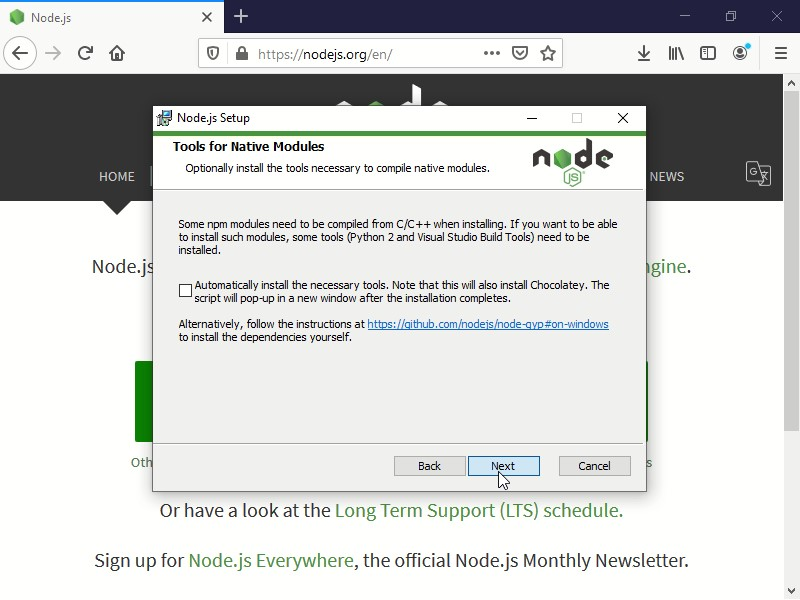 Node.js
https://nodejs.org/en/
Node.js Setup
Tools for Native Modules
Optionally install the tools necessary to compile native modules.
node
JS
HOME
NEWS
Some npm modules need to be compiled from C/C++ when installing. If you want to be able
to install such modules, some tools (Python 2 and Visual Studio Build Tools) need to be
installed.
Node.js
ngine.
Automatically install the necessary tools. Note that this will also install Chocolatey. The
script will pop-up in a new window after the installation completes.
Alternatively, follow the instructions at https://github.com/nodejs/node-gyp#on-windows
to install the dependencies yourself.
Oth
s
Back
Next
Cancel
Or have a look at the Long Term Support (LTS) schedule.
Sign up for Node.js Everywhere, the official Node.js Monthly Newsletter.